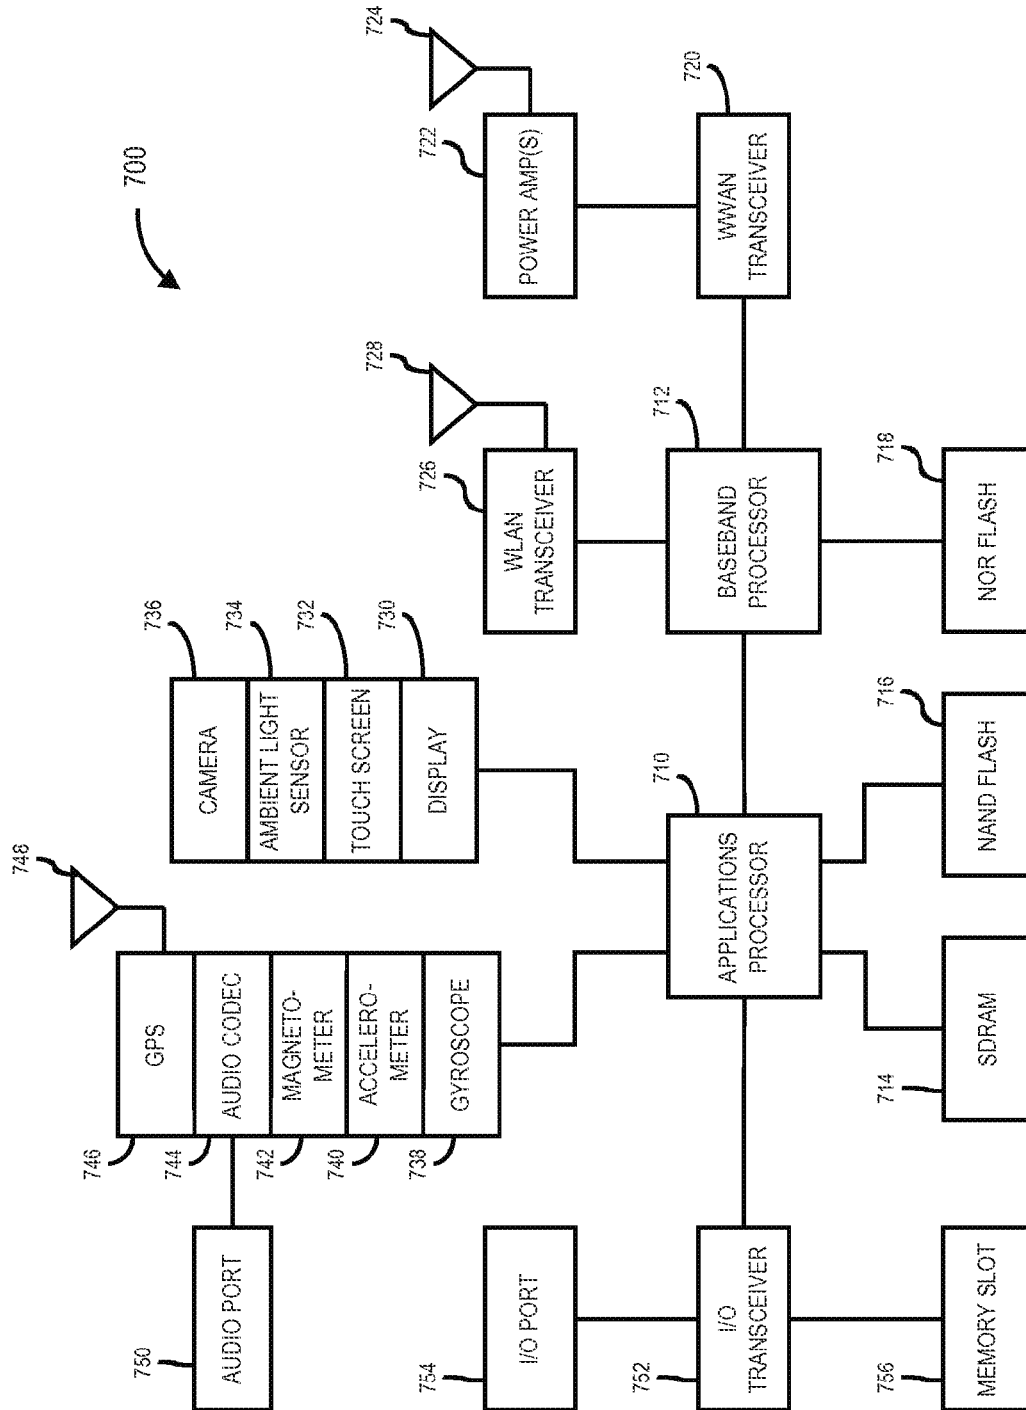 748
746
GPS
700
736
CAMERA
744
AUDIO CODEC
750
AUDIO PORT
734
AMBIENT LIGHT
SENSOR
742
MAGNETO-
METER
732
TOUCH SCREEN
740
ACCELERO-
METER
730
DISPLAY
738
GYROSCOPE
724
728
722
POWER AMP(S)
726
WLAN
TRANSCEIVER
754
I/O PORT
720
WWAN
TRANSCEIVER
712
BASEBAND
PROCESSOR
710
APPLICATIONS
PROCESSOR
752
I/O
TRANSCEIVER
718
NOR FLASH
716
NAND FLASH
714
SDRAM
756
MEMORY SLOT